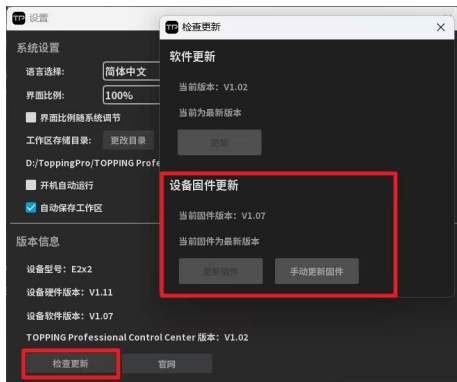 TP 设置
系统设置
语言选择: 简体中文
界面比例: 100%
界面比例随系统调节
工作区存储目录: 更改目录
D:/ToppingPro/TOPPING Profe
开机自动运行
自动保存工作区
版本信息
设备型号: E2x2
设备硬件版本: V1.11
设备软件版本: V1.07
TOPPING Professional Control Center 版本: V1.02
检查更新 官网
TP 检查更新
软件更新
当前版本: V1.02
当前为最新版本
更新
设备固件更新
当前固件版本: V1.07
当前固件为最新版本
更新固件 手动更新固件